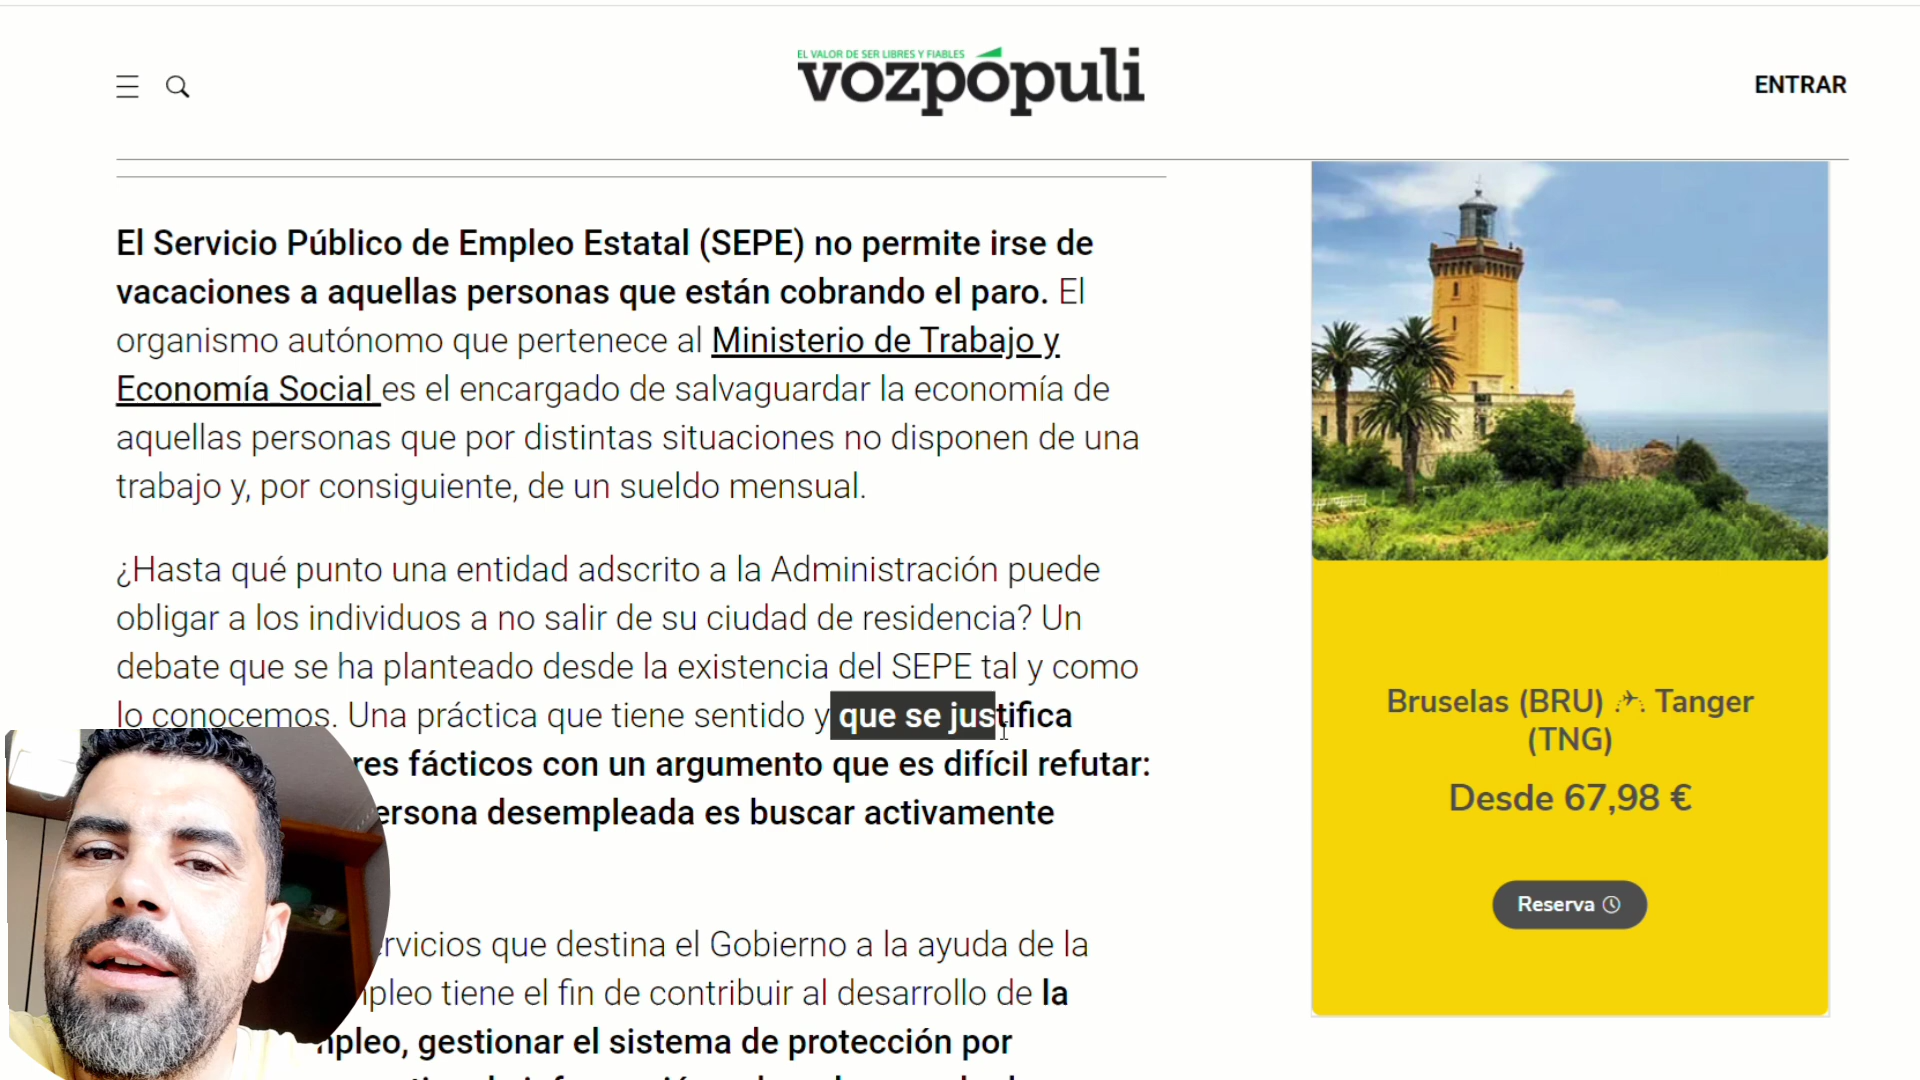 EL VALOR DE SER LIBRES Y FIABLES
vozpópuli
ENTRAR
El Servicio Público de Empleo Estatal (SEPE) no permite irse de
vacaciones a aquellas personas que están cobrando el paro. El
organismo autónomo que pertenece al Ministerio de Trabajo y
Economía Social es el encargado de salvaguardar la economía de
aquellas personas que por distintas situaciones no disponen de una
trabajo y, por consiguiente, de un sueldo mensual.
¿Hasta qué punto una entidad adscrito a la Administración puede
obligar a los individuos a no salir de su ciudad de residencia? Un
debate que se ha planteado desde la existencia del SEPE tal y como
lo conocemos. Una práctica que tiene sentido y que se justifica
res fácticos con un argumento que es difícil refutar:
ersona desempleada es buscar activamente
ervicios que destina el Gobierno a la ayuda de la
mpleo tiene el fin de contribuir al desarrollo de la
mpleo, gestionar el sistema de protección por
Bruselas (BRU) Tanger
(TNG)
Desde 67,98 €
Reserva